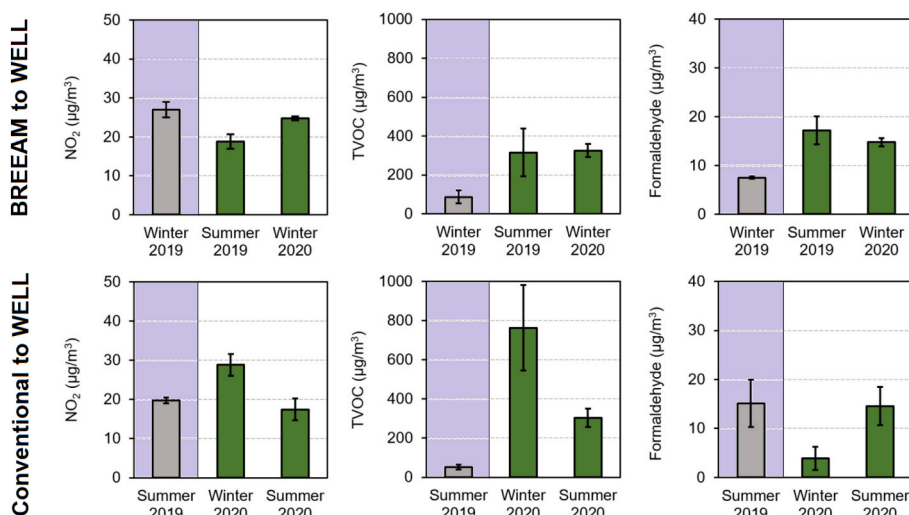 BREEAM to WELL
NO₂ (µg/m³)
50
40
30
20
10
0
Winter 2019
Summer 2019
Winter 2020
TVOC (µg/m³)
1000
800
600
400
200
0
Winter 2019
Summer 2019
Winter 2020
Formaldehyde (µg/m³)
40
30
20
10
0
Winter 2019
Summer 2019
Winter 2020
Conventional to WELL
NO₂ (µg/m³)
50
40
30
20
10
0
Summer 2019
Winter 2020
Summer 2020
TVOC (µg/m³)
1000
800
600
400
200
0
Summer 2019
Winter 2020
Summer 2020
Formaldehyde (µg/m³)
40
30
20
10
0
Summer 2019
Winter 2020
Summer 2020